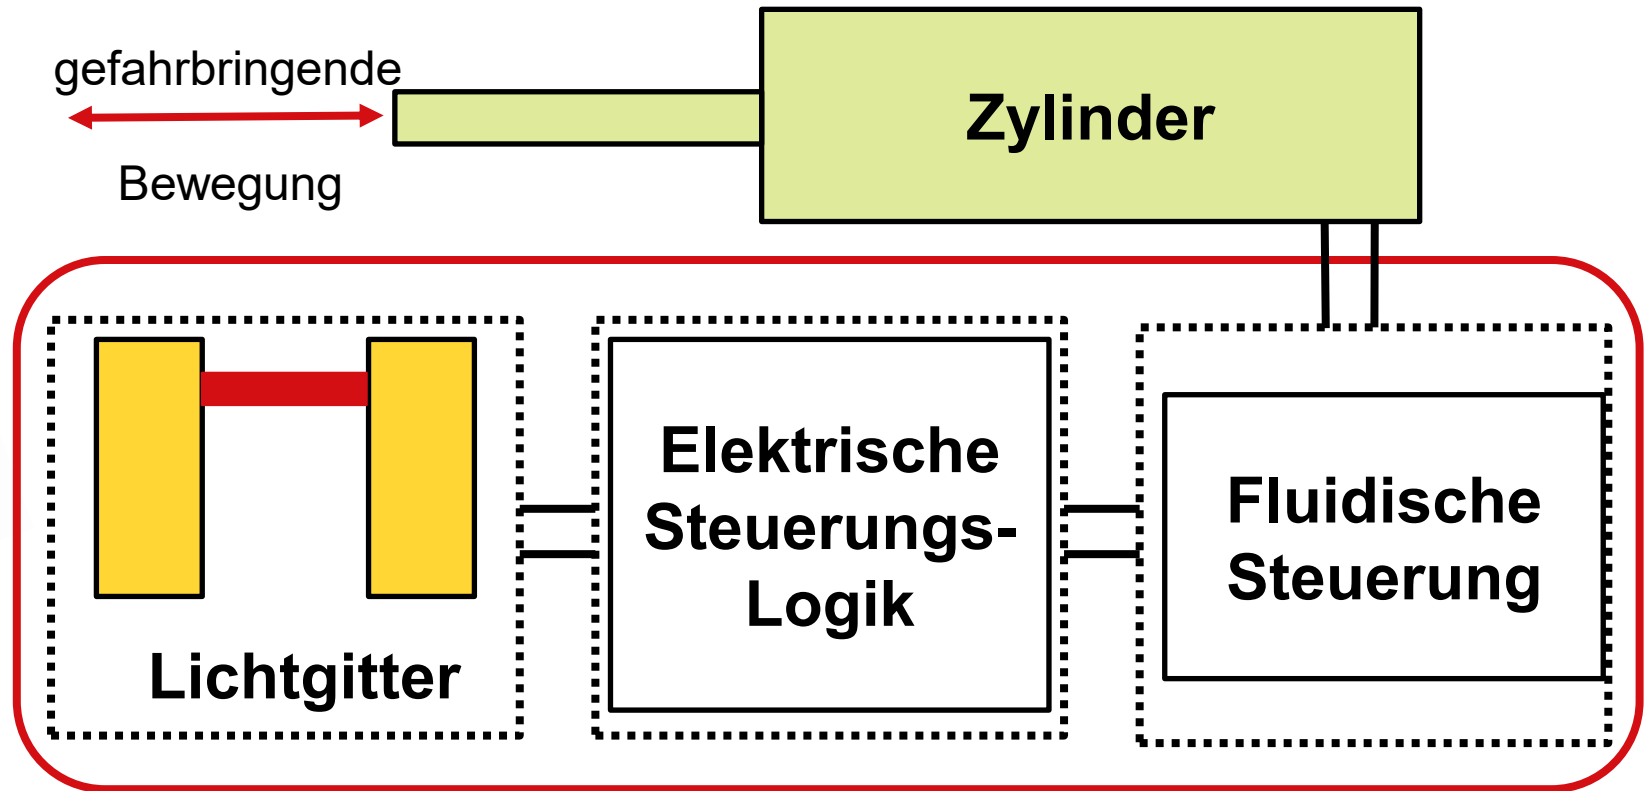 gefahrbringende
Bewegung
Zylinder
Lichtgitter
Elektrische
Steuerungs-
Logik
Fluidische
Steuerung